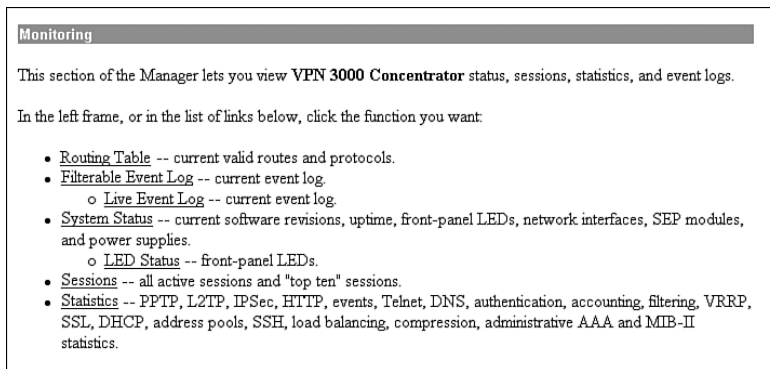 Monitoring
This section of the Manager lets you view VPN 3000 Concentrator status, sessions, statistics, and event logs.
In the left frame, or in the list of links below, click the function you want:
• Routing Table -- current valid routes and protocols.
• Filterable Event Log -- current event log.
o Live Event Log -- current event log.
• System Status -- current software revisions, uptime, front-panel LEDs, network interfaces, SEP modules,
and power supplies.
o LED Status -- front-panel LEDs.
• Sessions -- all active sessions and "top ten" sessions.
• Statistics -- PPTP, L2TP, IPSec, HTTP, events, Telnet, DNS, authentication, accounting, filtering, VRRP,
SSL, DHCP, address pools, SSH, load balancing, compression, administrative AAA and MIB-II
statistics.